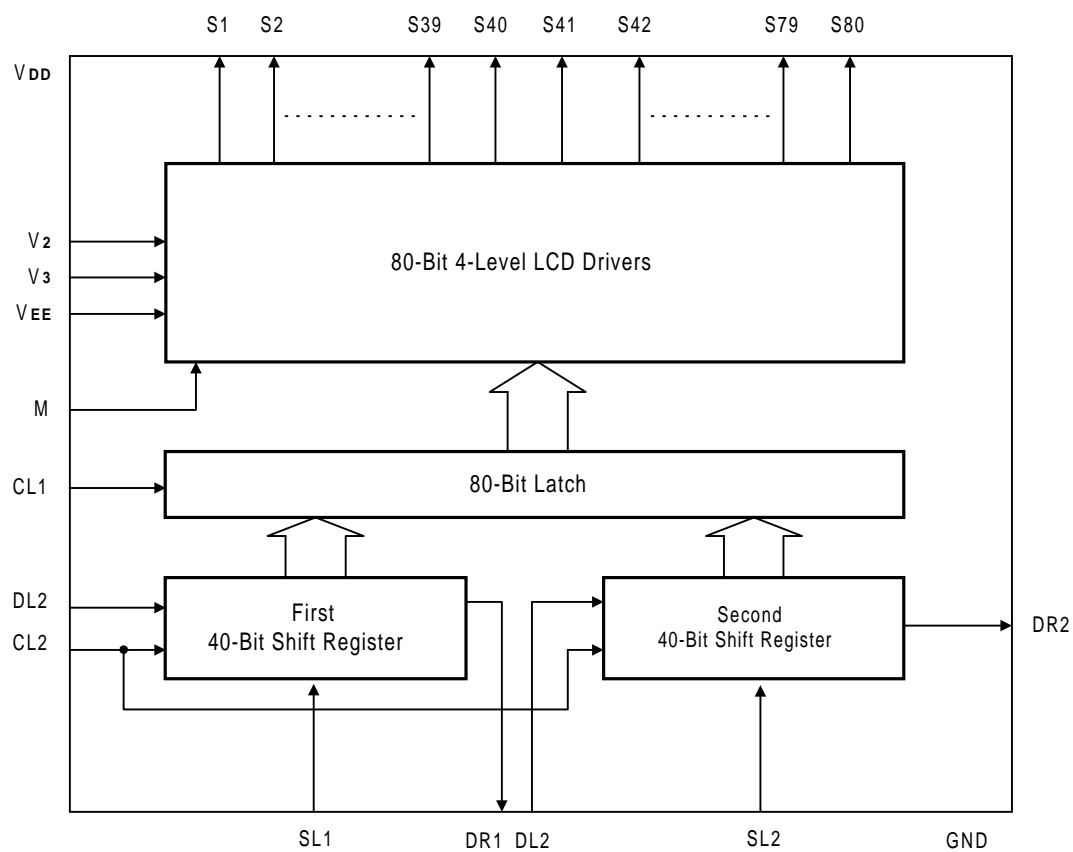 S1 S2 S39 S40 S41 S42 S79 S80
VDD
V2
V3
VEE
80-Bit 4-Level LCD Drivers
M
CL1
80-Bit Latch
DL2
CL2
First
40-Bit Shift Register
Second
40-Bit Shift Register
DR2
SL1 DR1 DL2 SL2 GND